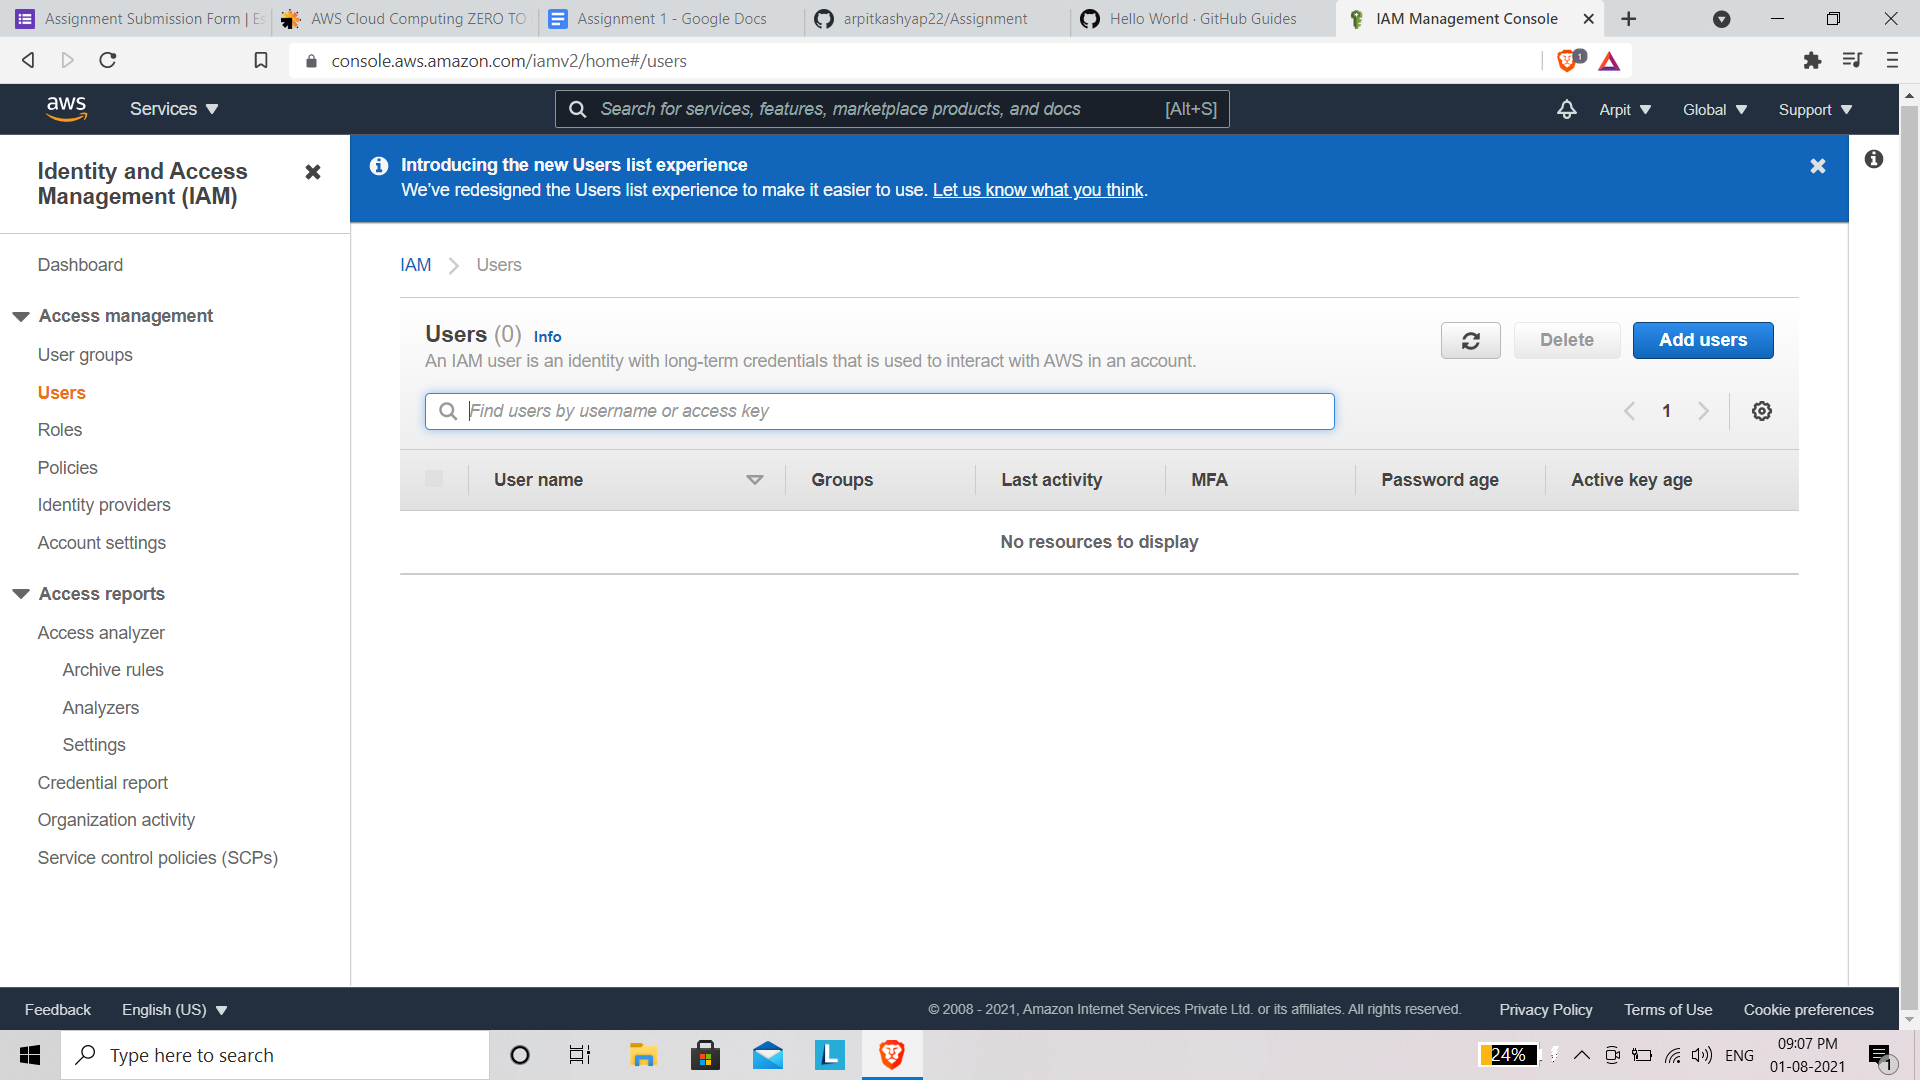 Assignment Submission Form | Es
AWS Cloud Computing ZERO TO
Assignment 1 - Google Docs
arpitkashyap22/Assignment
Hello World · GitHub Guides
IAM Management Console
console.aws.amazon.com/iamv2/home#/users
1
aws
Services
Search for services, features, marketplace products, and docs
[Alt+S]
Arpit
Global
Support
Identity and Access
Management (IAM)
Dashboard
Access management
User groups
Users
Roles
Policies
Identity providers
Account settings
Access reports
Access analyzer
Archive rules
Analyzers
Settings
Credential report
Organization activity
Service control policies (SCPs)
Introducing the new Users list experience
We've redesigned the Users list experience to make it easier to use. Let us know what you think.
IAM
Users
Users (0) Info
An IAM user is an identity with long-term credentials that is used to interact with AWS in an account.
Delete
Add users
Find users by username or access key
1
User name
Groups
Last activity
MFA
Password age
Active key age
No resources to display
Feedback
English (US)
© 2008 - 2021, Amazon Internet Services Private Ltd. or its affiliates. All rights reserved.
Privacy Policy
Terms of Use
Cookie preferences
Type here to search
L
24%
ENG
09:07 PM
01-08-2021
1